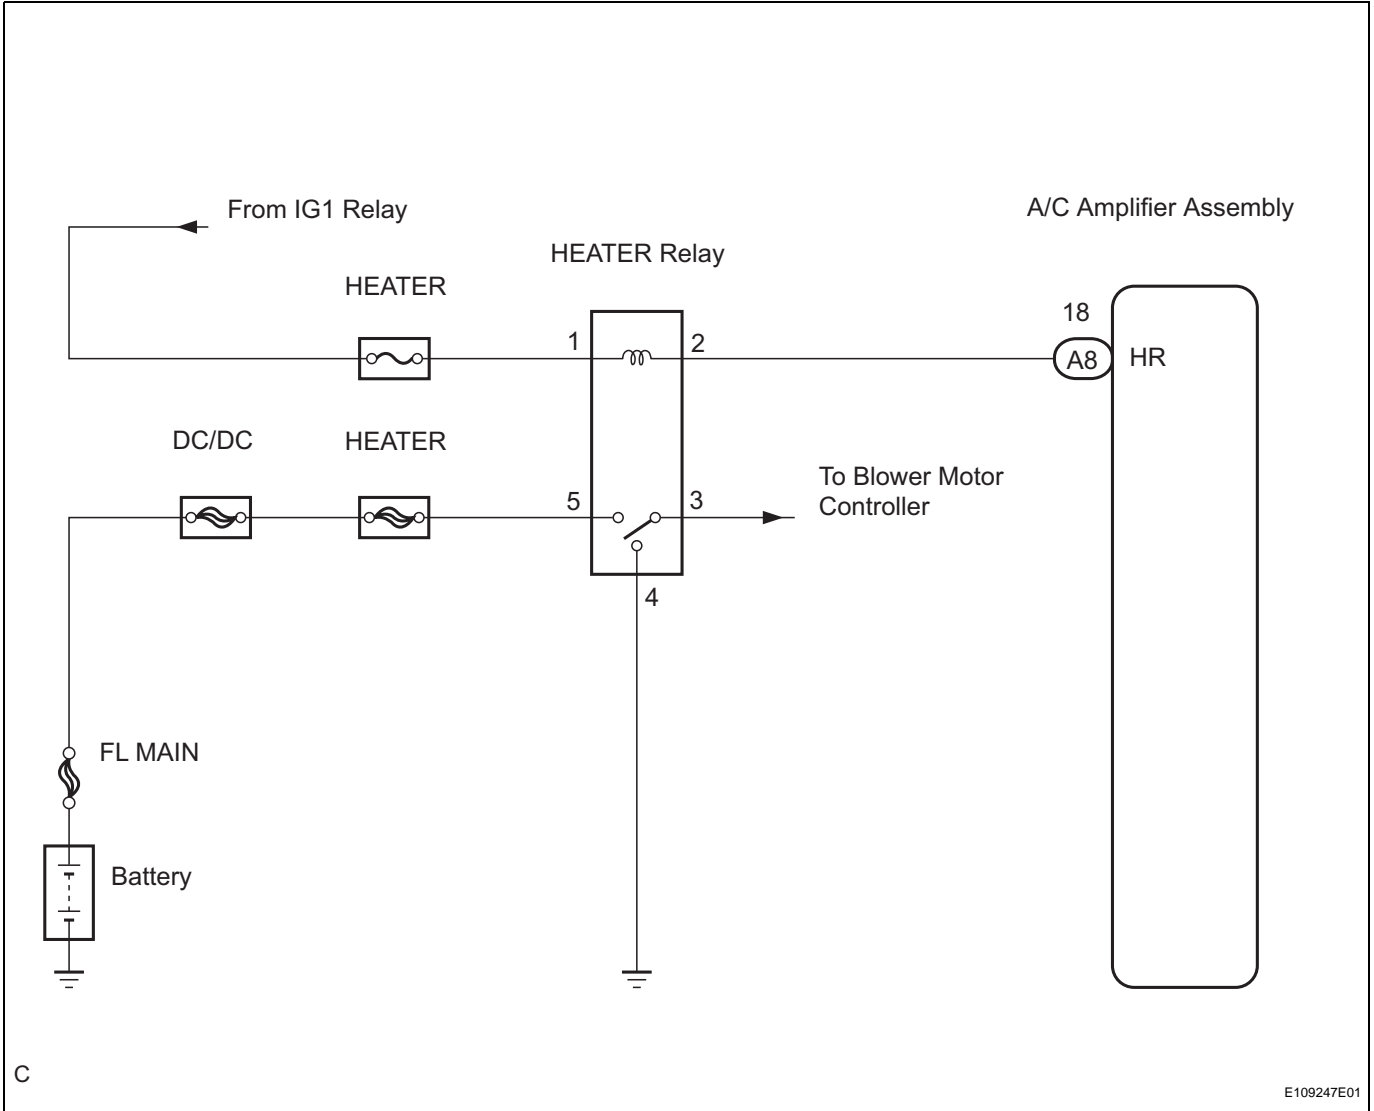 From IG1 Relay
A/C Amplifier Assembly
HEATER Relay
HEATER
18
1
2
A8
HR
DC/DC
HEATER
5
3
To Blower Motor
Controller
4
FL MAIN
Battery
C
E109247E01